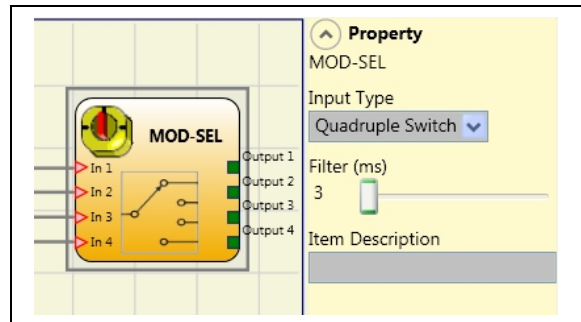 MOD-SEL
In 1
In 2
In 3
In 4
Output 1
Output 2
Output 3
Output 4
Property
MOD-SEL
Input Type
Quadruple Switch
Filter (ms)
3
Item Description